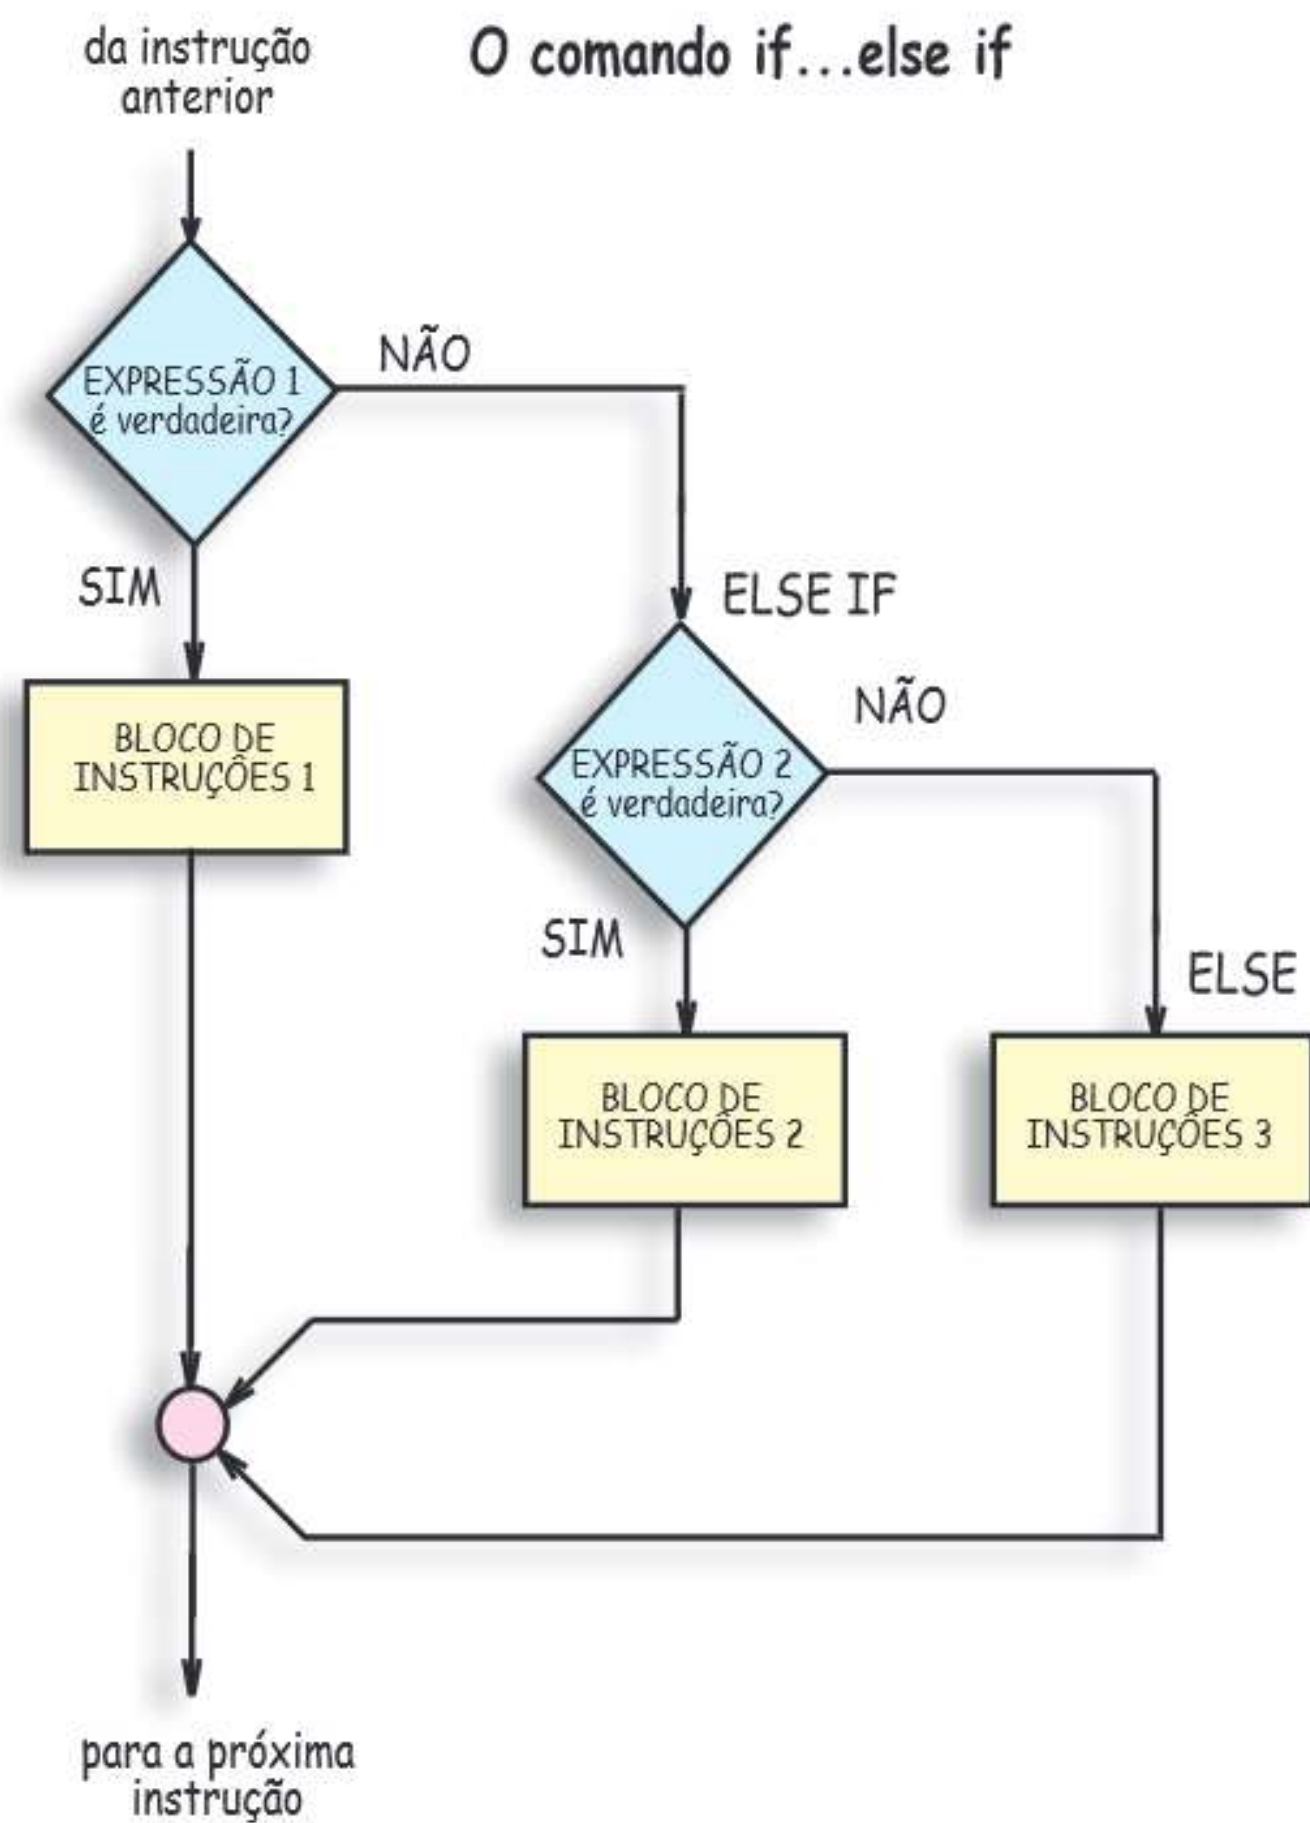 da instrução
anterior
O comando if...else if
EXPRESSÃO 1
é verdadeira?
NÃO
SIM
BLOCO DE
INSTRUÇÕES 1
ELSE IF
EXPRESSÃO 2
é verdadeira?
NÃO
SIM
BLOCO DE
INSTRUÇÕES 2
ELSE
BLOCO DE
INSTRUÇÕES 3
para a próxima
instrução